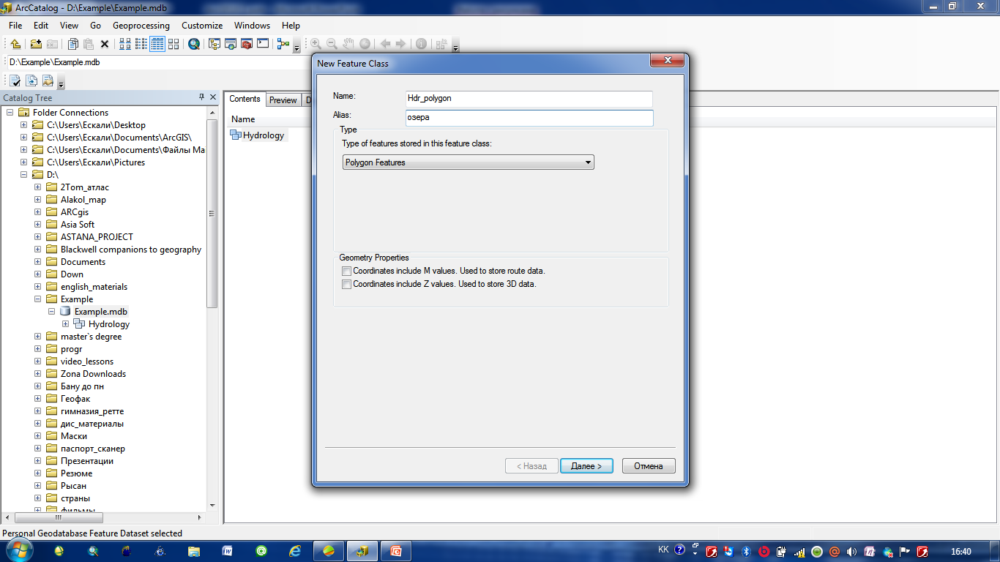 ArcCatalog - D:\Example\Example.mdb
File Edit View Go Geoprocessing Customize Windows Help
D:\Example\Example.mdb
Catalog Tree
Folder Connections
C:\Users\Ескали\Desktop
C:\Users\Ескали\Documents\ArcGIS\
C:\Users\Ескали\Documents\Файлы Ma
C:\Users\Ескали\Pictures
D:\
2Tom_атлас
Alakol_map
ARCgis
Asia Soft
ASTANA_PROJECT
Blackwell companions to geography
Documents
Down
english_materials
Example
Example.mdb
Hydrology
master`s degree
progr
video_lessons
Zona Downloads
Бану до пн
Геофак
гимназия_ретте
дис_материалы
Маски
паспорт_сканер
Презентации
Резюме
Рысан
страны
фильмы
Contents Preview D
Name
Hydrology
New Feature Class
Name: Hdr_polygon
Alias: озера
Type
Type of features stored in this feature class:
Polygon Features
Geometry Properties
Coordinates include M values. Used to store route data.
Coordinates include Z values. Used to store 3D data.
< Назад Далее > Отмена
Personal Geodatabase Feature Dataset selected
KK 16:40